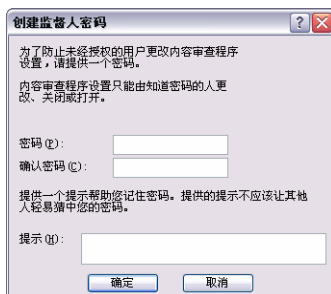 创建监督人密码
为了防止未经授权的用户更改内容审查程序
设置,请提供一个密码。
内容审查程序设置只能由知道密码的人更
改、关闭或打开。
密码(P):
确认密码(C):
提供一个提示帮助您记住密码。提供的提示不应该让其他
人轻易猜中您的密码。
提示(H):
确定 取消